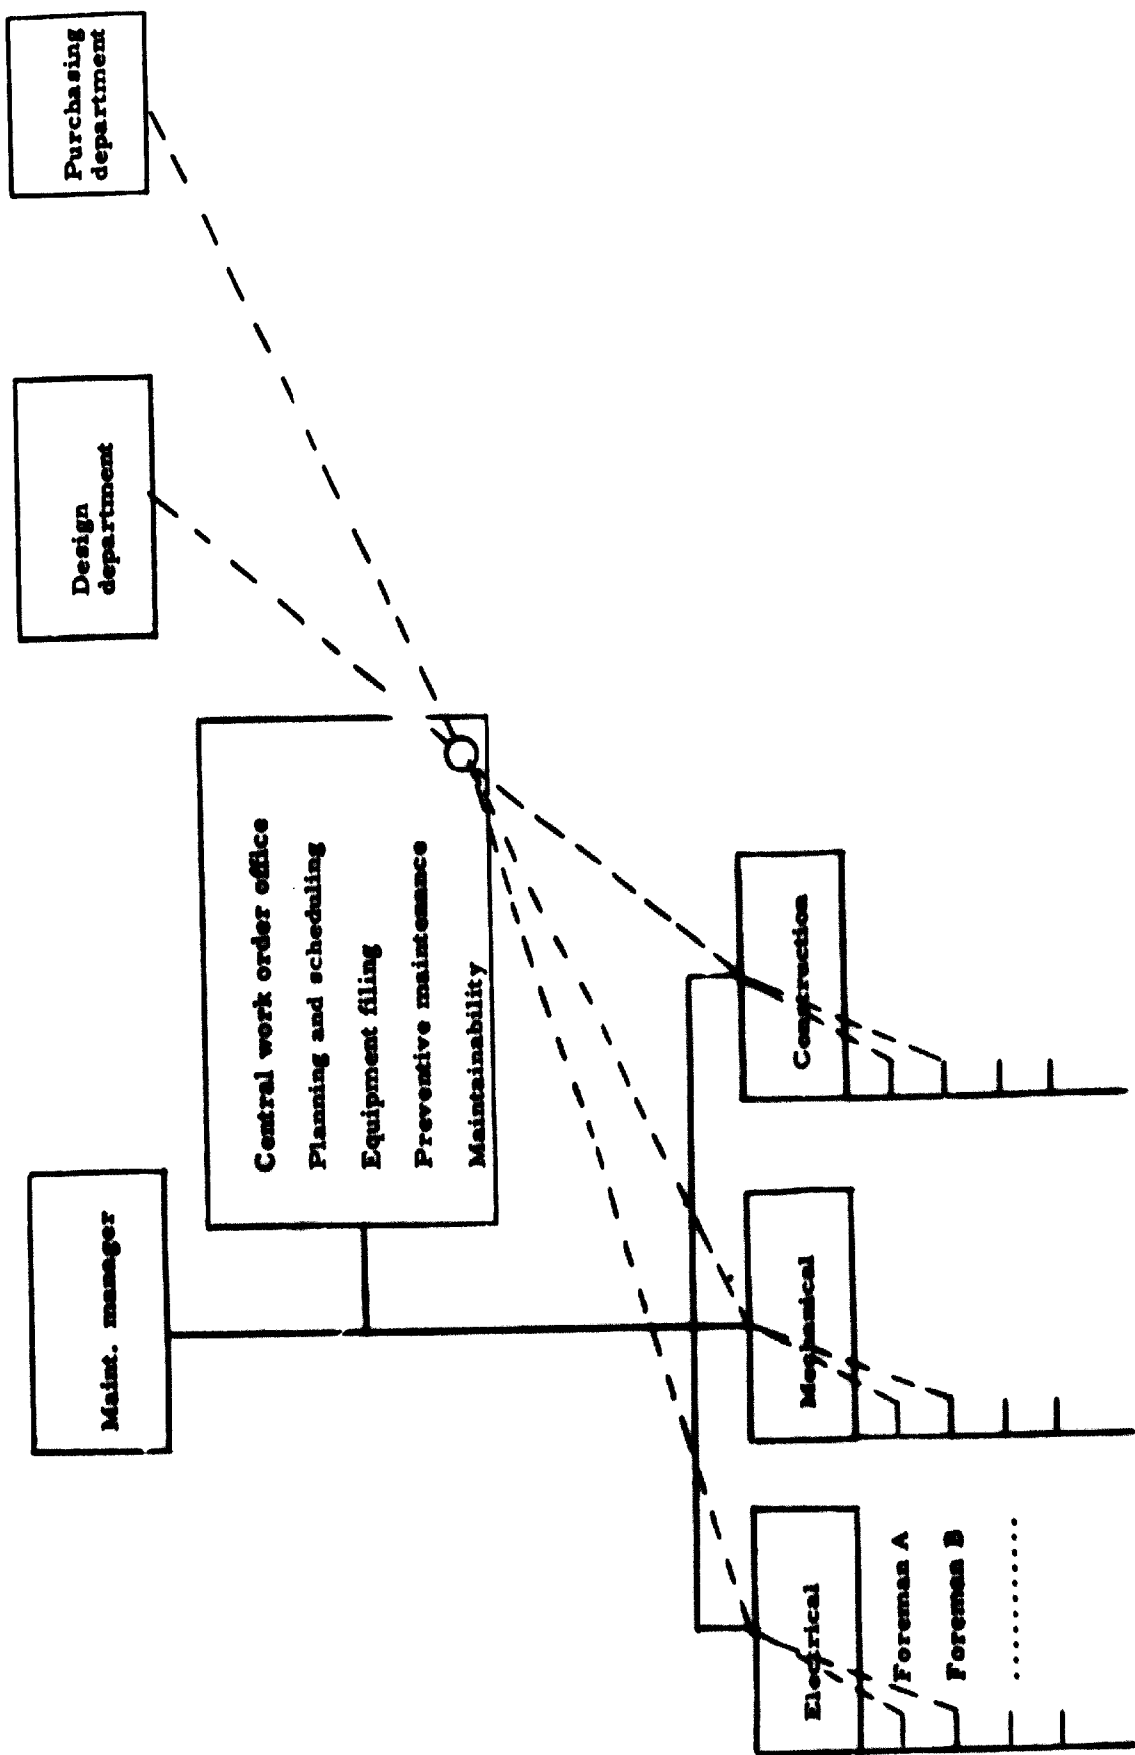 Maint. manager
Design
department
Purchasing
department
Central work order office
Planning and scheduling
Equipment filing
Preventive maintenance
Maintainability
Electrical
Mechanical
Construction
Foreman A
Foreman B
..........